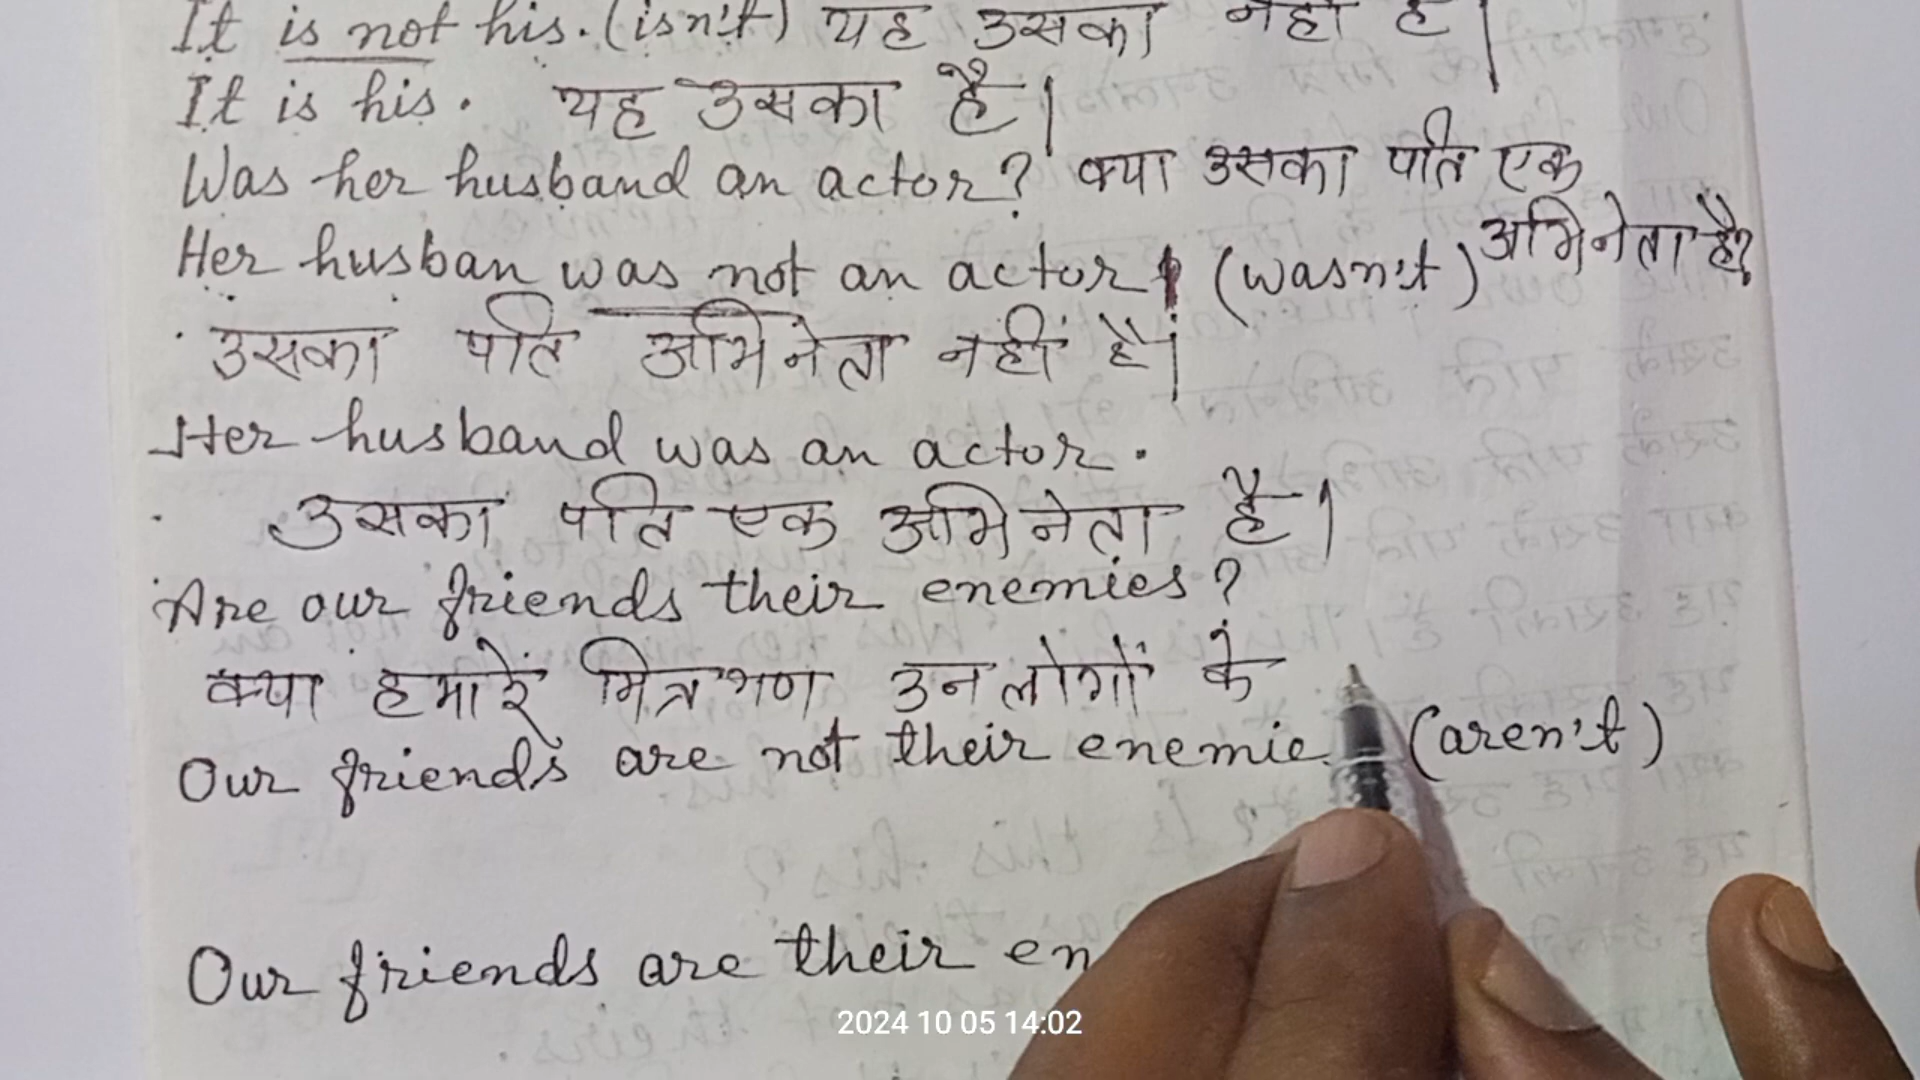 It is not his. (isn't) यह उसका नहीं है।
It is his. यह उसका है।
Was her husband an actor? क्या उसका पति एक
अभिनेता है?
Her husban was not an actor (wasn't)
उसका पति अभिनेता नहीं है।
Her husband was an actor.
उसका पति एक अभिनेता है।
Are our friends their enemies?
क्या हमारें मित्रगण उन लोगों के
Our friends are not their enemie (aren't)
Our friends are their en
2024 10 05 14:02